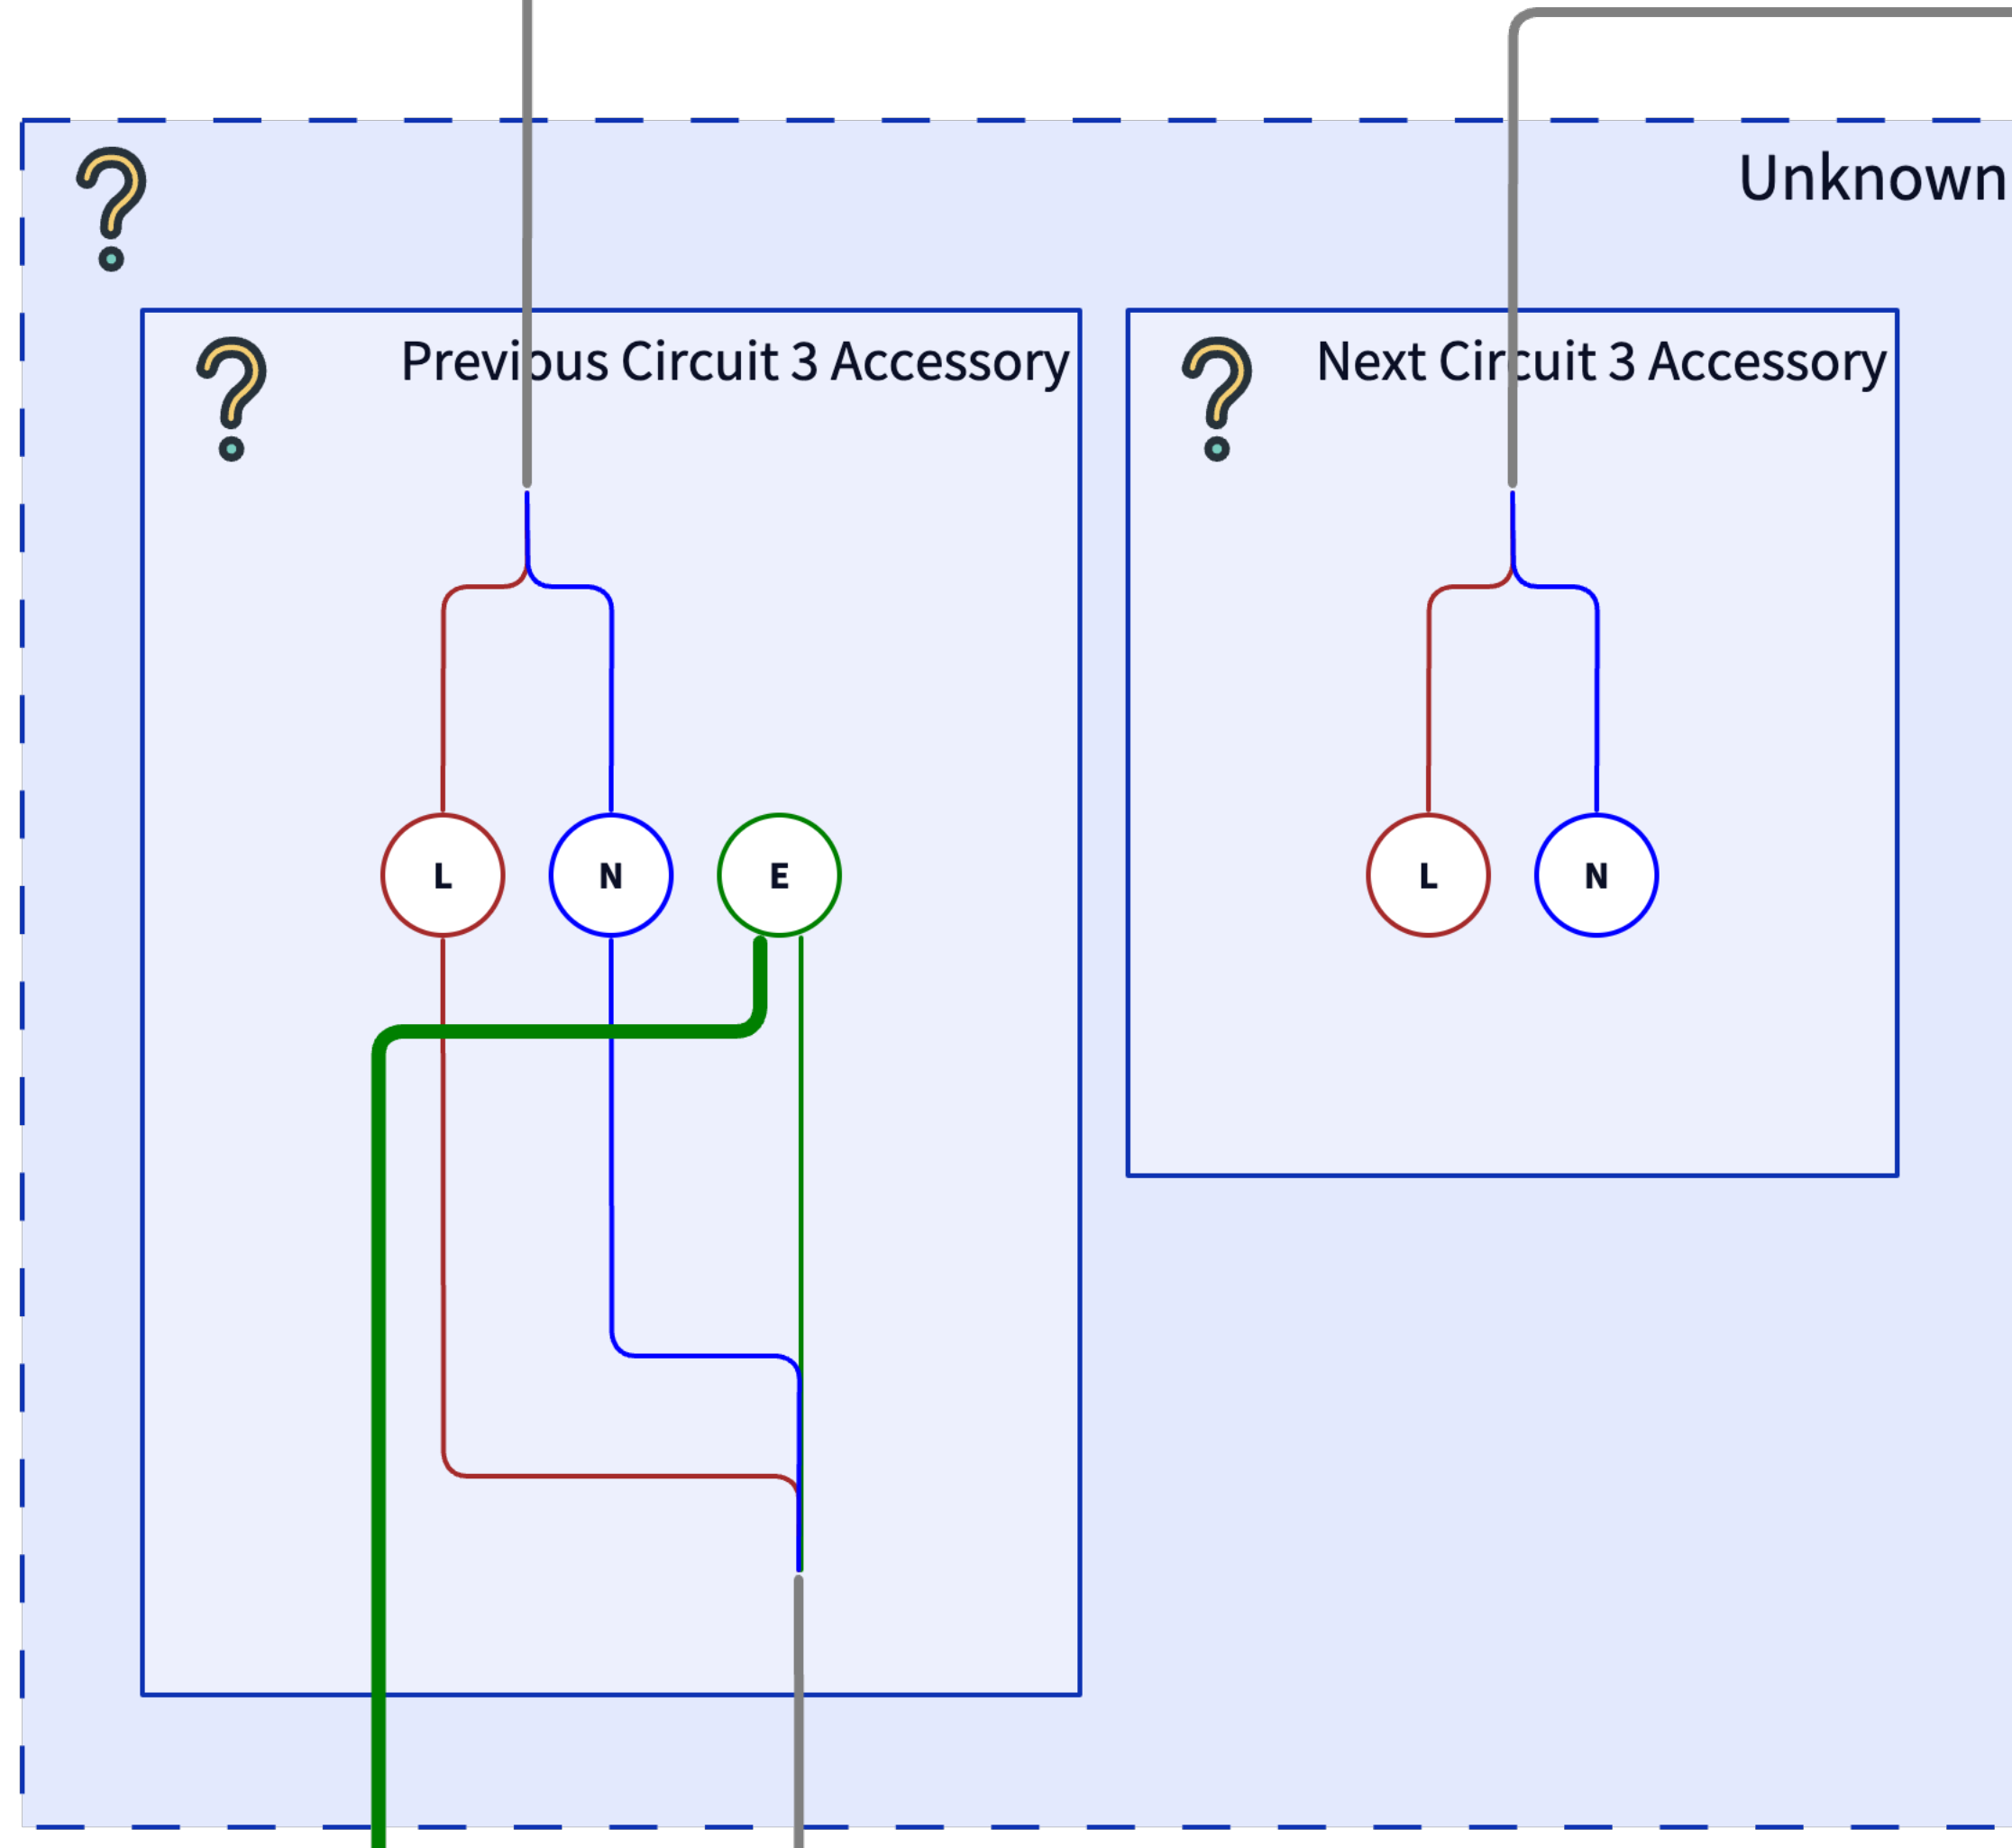 Unknown
Previous Circuit 3 Accessory
Next Circuit 3 Accessory
L N E
L N